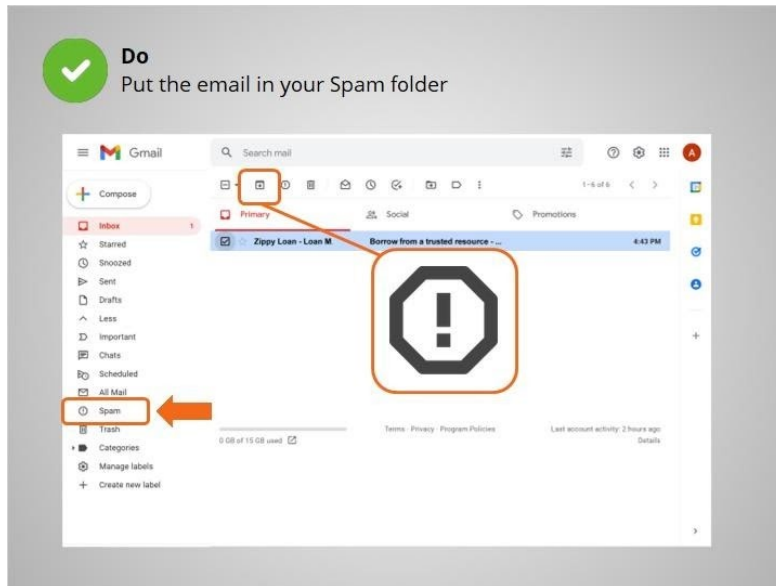 Do
Put the email in your Spam folder
Gmail
Search mail
A
Compose
1-6 of 6
Primary
Social
Promotions
Inbox 1
Zippy Loan - Loan M.
Borrow from a trusted resource - ...
4:43 PM
Starred
Snoozed
Sent
Drafts
Less
Important
Chats
Scheduled
All Mail
Spam
Trash
Categories
Manage labels
Create new label
0 GB of 15 GB used
Terms · Privacy · Program Policies
Last account activity: 2 hours ago
Details